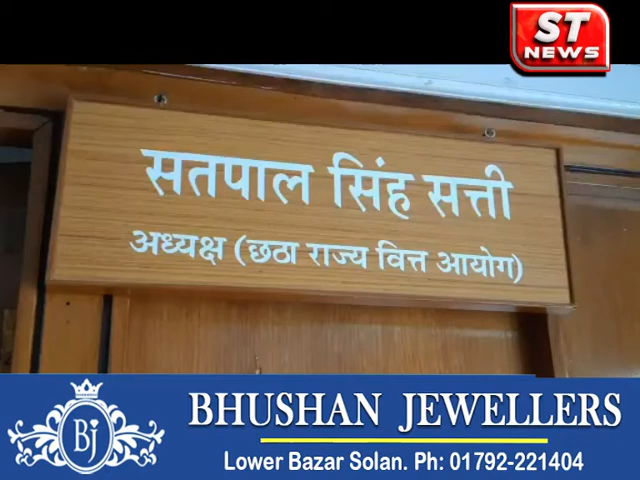 ST
NEWS
सतपाल सिंह सत्ती
अध्यक्ष (छठा राज्य वित्त आयोग)
Bj
BHUSHAN JEWELLERS
Lower Bazar Solan. Ph: 01792-221404